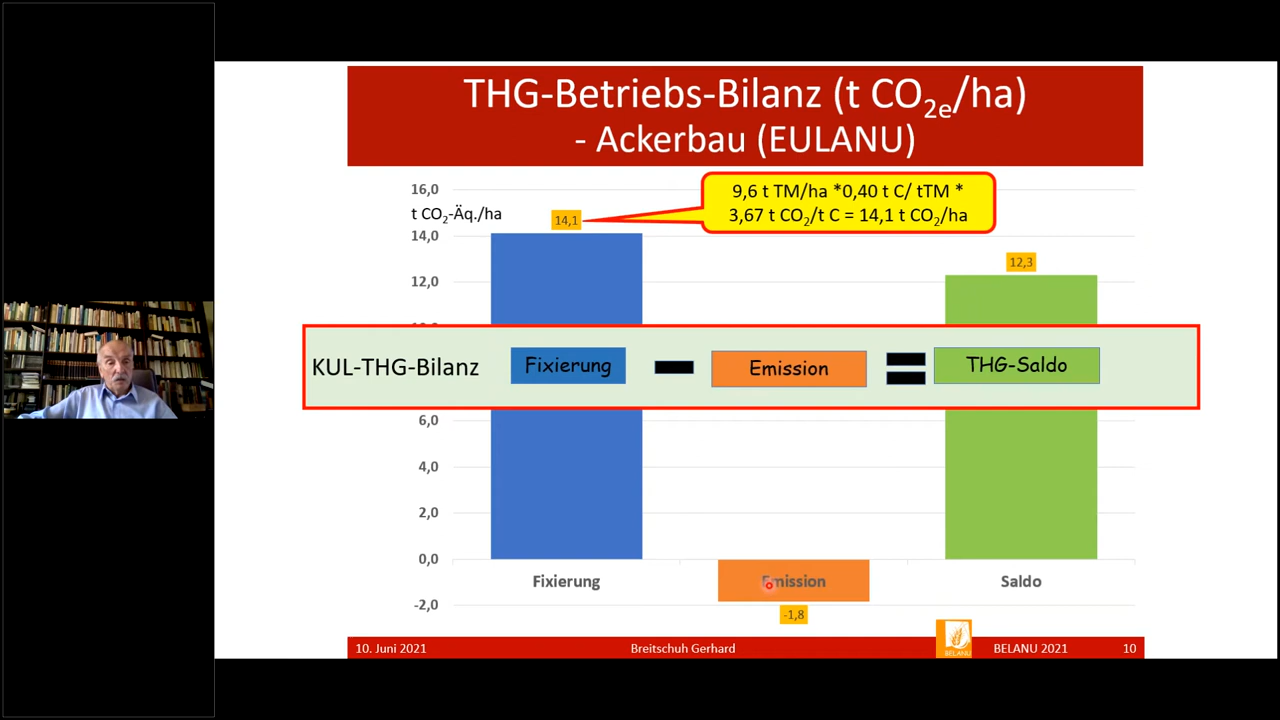 THG-Betriebs-Bilanz (t CO₂ₑ/ha)
- Ackerbau (EULANU)
16,0
t CO₂-Äq./ha
14,1
9,6 t TM/ha *0,40 t C/ tTM *
3,67 t CO₂/t C = 14,1 t CO₂/ha
14,0
12,3
12,0
KUL-THG-Bilanz Fixierung Emission THG-Saldo
6,0
4,0
2,0
0,0
Fixierung Emission Saldo
-2,0
-1,8
10. Juni 2021 Breitschuh Gerhard BELANU BELANU 2021 10